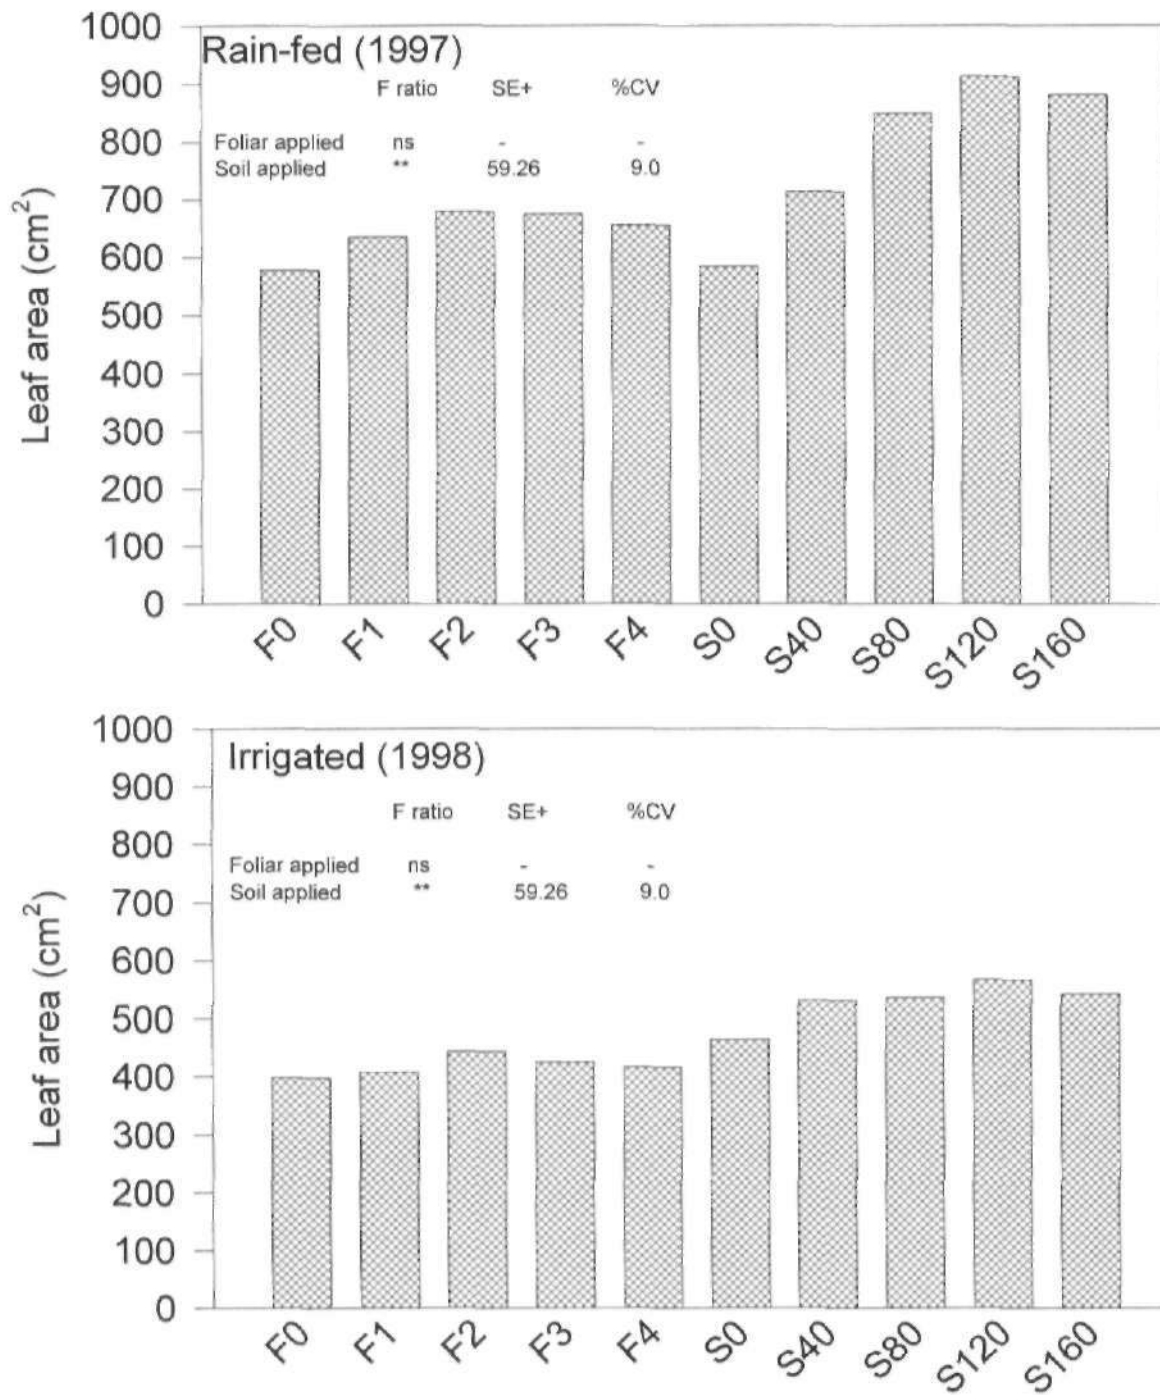 1000
Rain-fed (1997)
900
F ratio SE+ %CV
800
Foliar applied ns - -
Soil applied ** 59.26 9.0
700
600
500
400
300
200
100
0
Leaf area (cm²)
F0 F1 F2 F3 F4 S0 S40 S80 S120 S160
1000
Irrigated (1998)
900
F ratio SE+ %CV
800
Foliar applied ns - -
Soil applied ** 59.26 9.0
700
600
500
400
300
200
100
0
Leaf area (cm²)
F0 F1 F2 F3 F4 S0 S40 S80 S120 S160